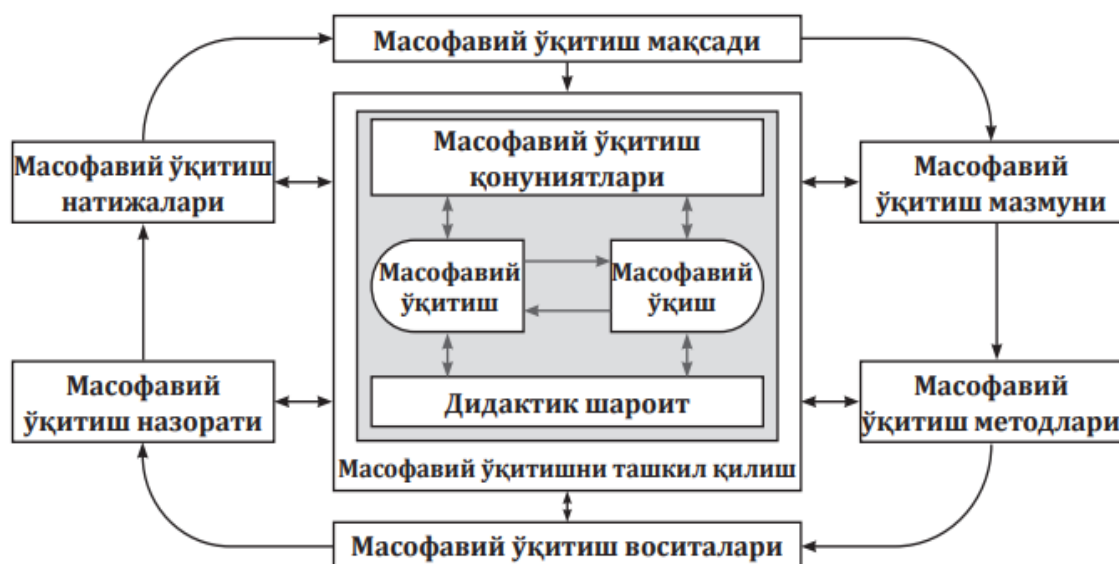 Масофавий ўқитиш мақсади
Масофавий ўқитиш
қонуниятлари
Масофавий ўқитиш
натижалари
Масофавий
ўқитиш мазмуни
Масофавий
ўқитиш
Масофавий
ўқиш
Масофавий
ўқитиш назорати
Дидактик шароит
Масофавий
ўқитиш методлари
Масофавий ўқитишни ташкил қилиш
Масофавий ўқитиш воситалари